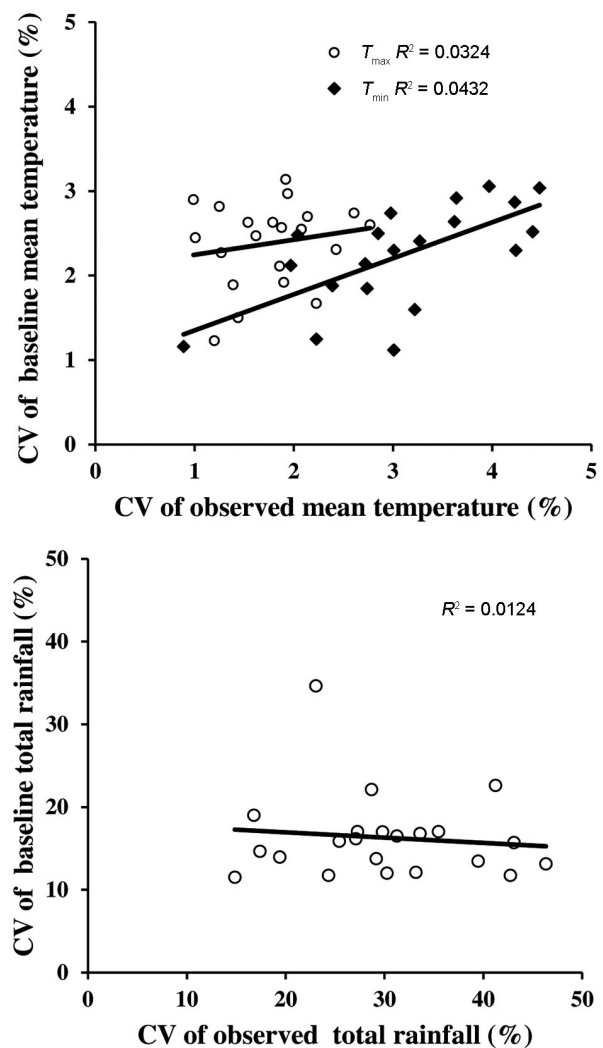 CV of baseline mean temperature (%)
5
4
3
2
1
0
T max R² = 0.0324
T min R² = 0.0432
0 1 2 3 4 5
CV of observed mean temperature (%)
CV of baseline total rainfall (%)
50
40
30
20
10
0
R² = 0.0124
0 10 20 30 40 50
CV of observed total rainfall (%)